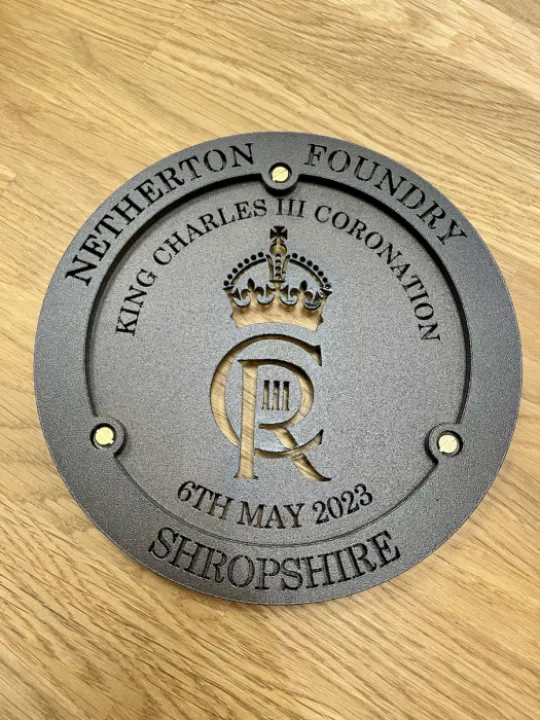 NETHERTON FOUNDRY
KING CHARLES III CORONATION
CR III
6TH MAY 2023
SHROPSHIRE